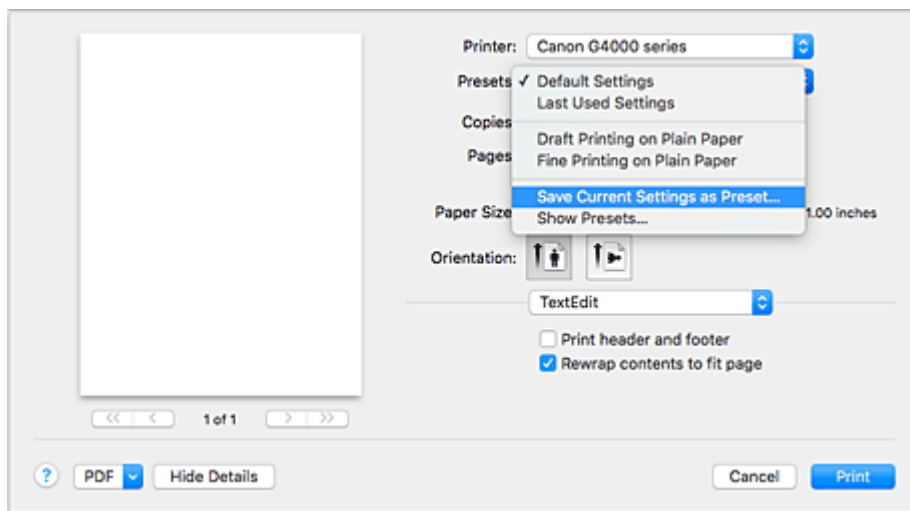 Printer: Canon G4000 series
Presets ✓ Default Settings
Last Used Settings
Copies
Draft Printing on Plain Paper
Pages Fine Printing on Plain Paper
Save Current Settings as Preset...
Paper Size 1.00 inches
Show Presets...
Orientation:
TextEdit
Print header and footer
Rewrap contents to fit page
<< < 1 of 1 > >>
? PDF Hide Details Cancel Print